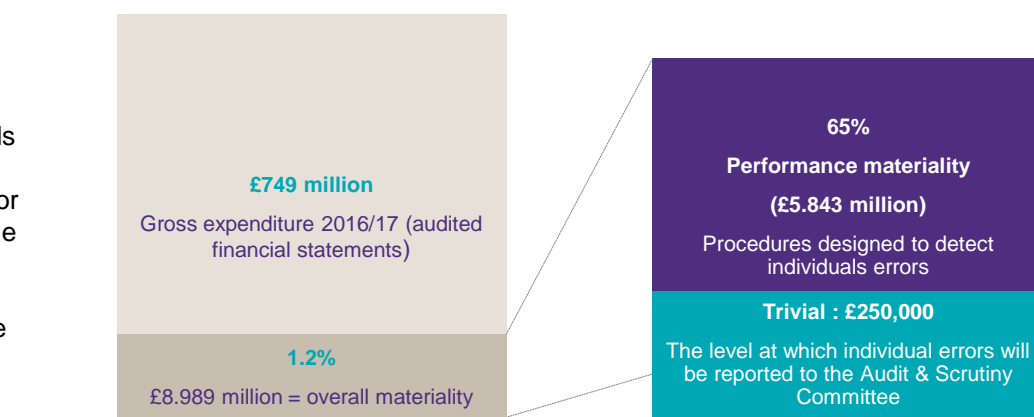 £749 million
Gross expenditure 2016/17 (audited
financial statements)
1.2%
£8.989 million = overall materiality
65%
Performance materiality
(£5.843 million)
Procedures designed to detect
individuals errors
Trivial : £250,000
The level at which individual errors will
be reported to the Audit & Scrutiny
Committee